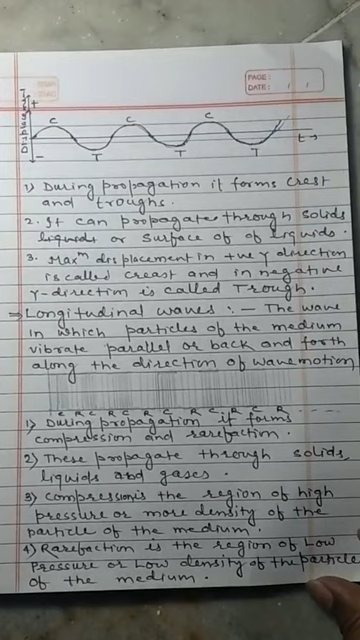 PAGE:
DATE: / /
Displacement
+
C C C
t →
-
T T T
1) During propagation it forms crest
and troughs.
2. It can propagates through solids
liquids or surface of of liquids.
3. Maxm displacement in +ve Y direction
is called creast and in negative
Y-direction is called Trough.
⇒ Longitudinal waves :- The wave
in which particles of the medium
vibrate parallel or back and forth
along the direction of wave motion
C R C R C R C R C R C R - - - -
1) During propagation it forms
compression and rarefaction.
2) These propagate through solids,
liquids and gases.
3) Compression is the region of high
pressure or more density of the
particle of the medium.
4) Rarefaction is the region of Low
pressure or Low density of the particle
of the medium.